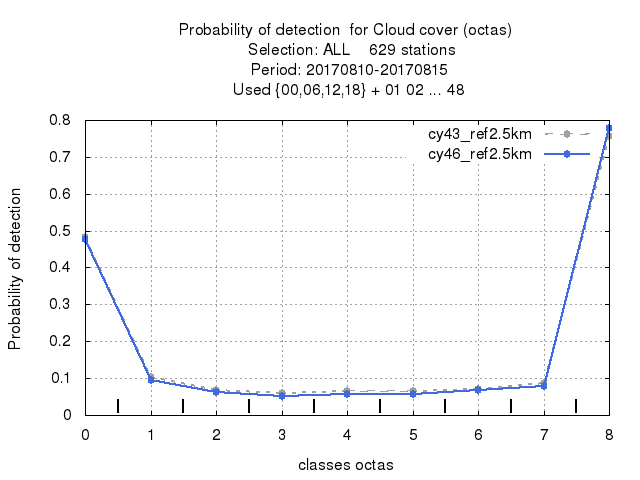 Probability of detection  for Cloud cover (octas)
Selection: ALL    629 stations
Period: 20170810-20170815
Used {00,06,12,18} + 01 02 ... 48
cy43_ref2.5km
cy46_ref2.5km
Probability of detection
0.8
0.7
0.6
0.5
0.4
0.3
0.2
0.1
0
0 1 2 3 4 5 6 7 8
classes octas